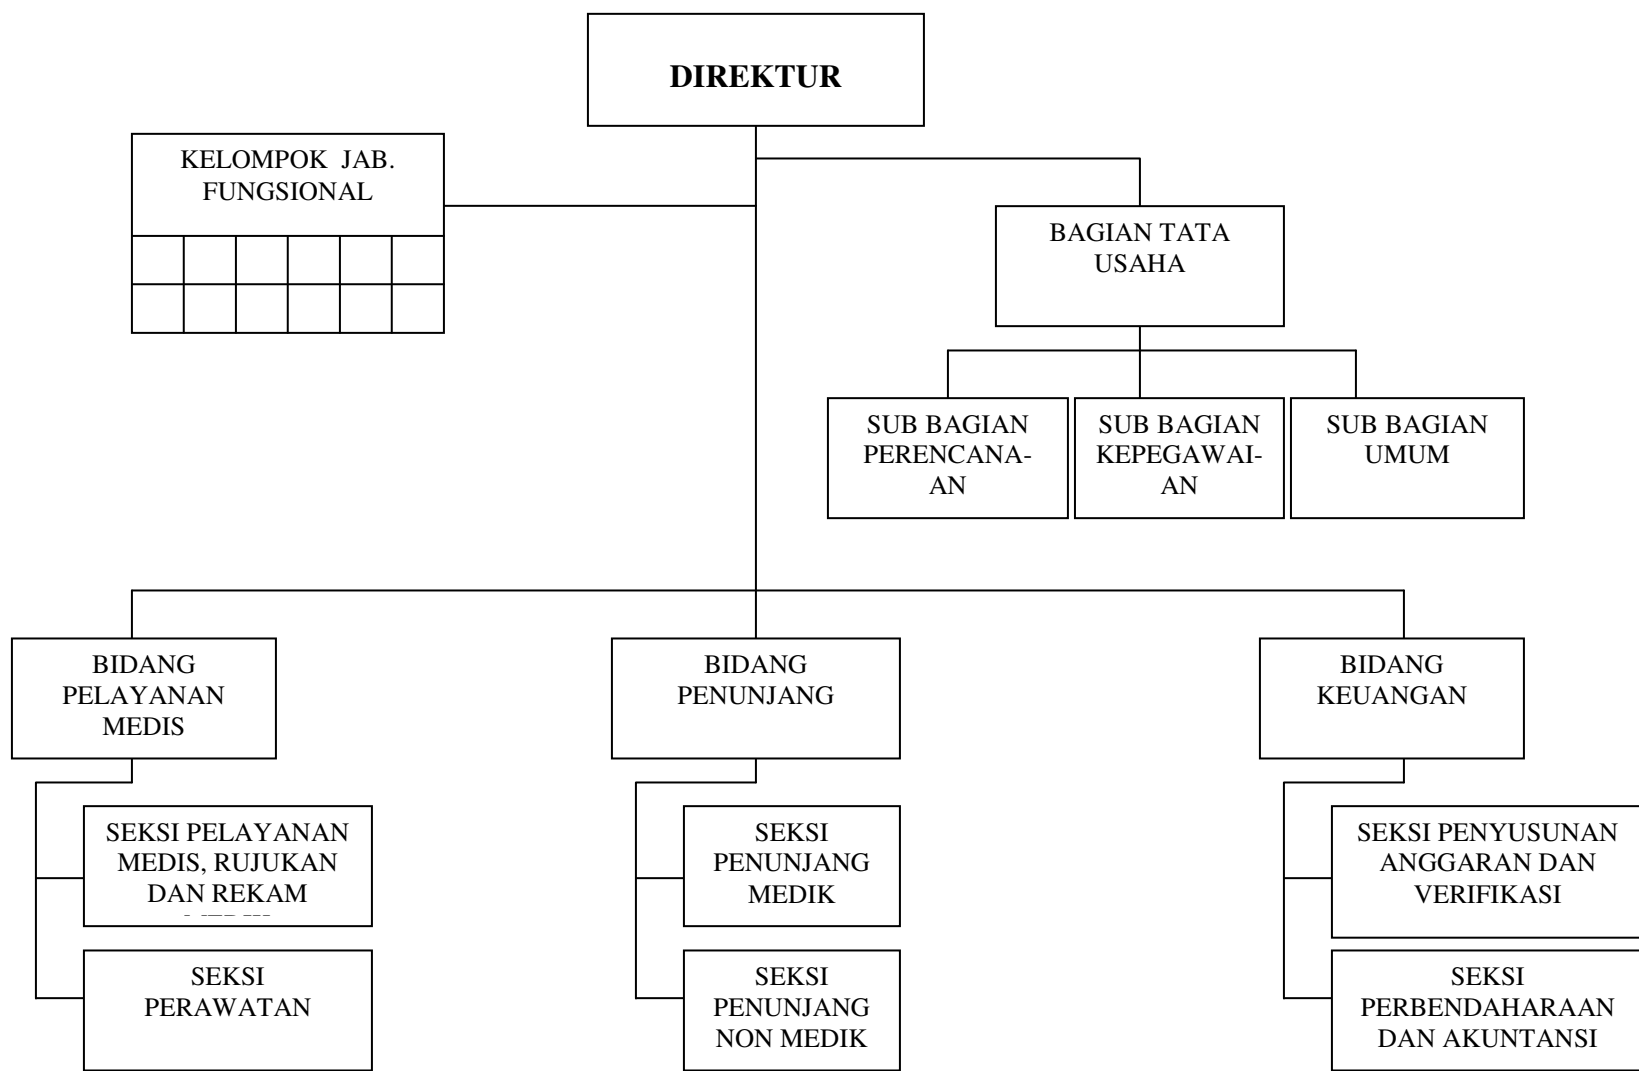 DIREKTUR
KELOMPOK JAB.
FUNGSIONAL
BAGIAN TATA
USAHA
SUB BAGIAN
PERENCANA-
AN
SUB BAGIAN
KEPEGAWAI-
AN
SUB BAGIAN
UMUM
BIDANG
PELAYANAN
MEDIS
BIDANG
PENUNJANG
BIDANG
KEUANGAN
SEKSI PELAYANAN
MEDIS, RUJUKAN
DAN REKAM
SEKSI
PENUNJANG
MEDIK
SEKSI PENYUSUNAN
ANGGARAN DAN
VERIFIKASI
SEKSI
PERAWATAN
SEKSI
PENUNJANG
NON MEDIK
SEKSI
PERBENDAHARAAN
DAN AKUNTANSI